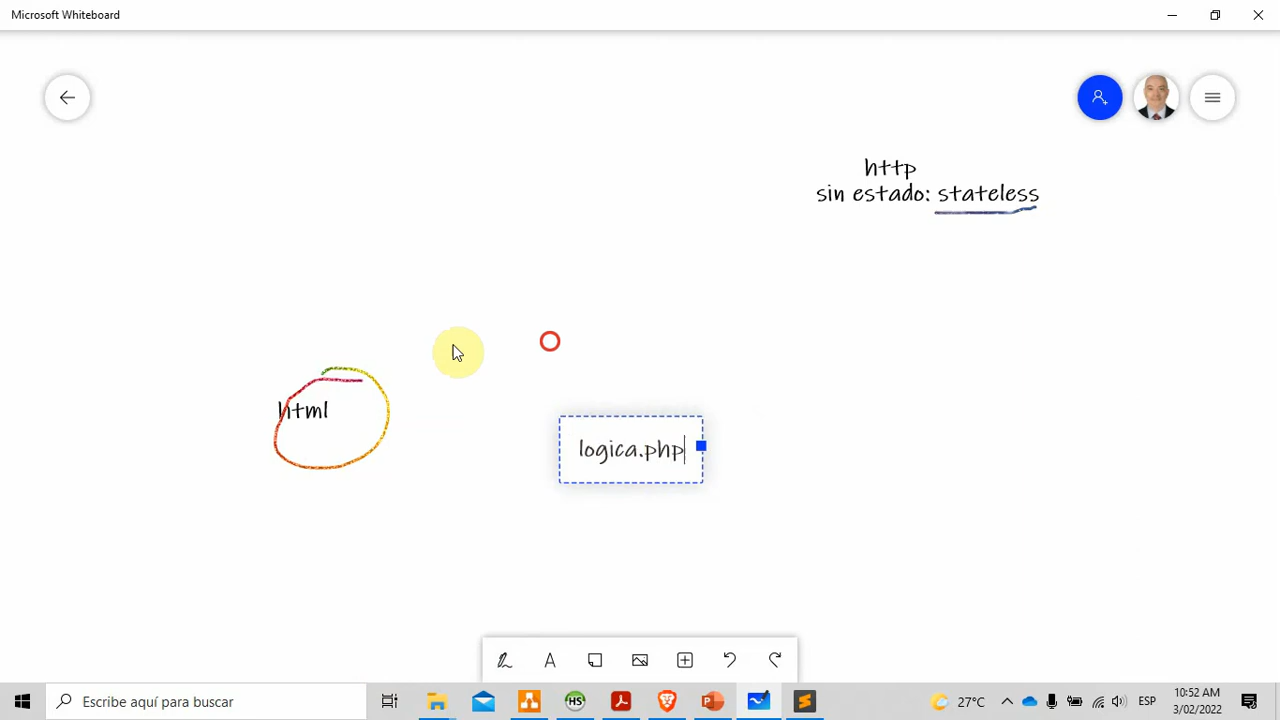 Microsoft Whiteboard
http
sin estado: stateless
html
logica.php
A
Escribe aquí para buscar
HS
27°C
ESP
10:52 AM
3/02/2022